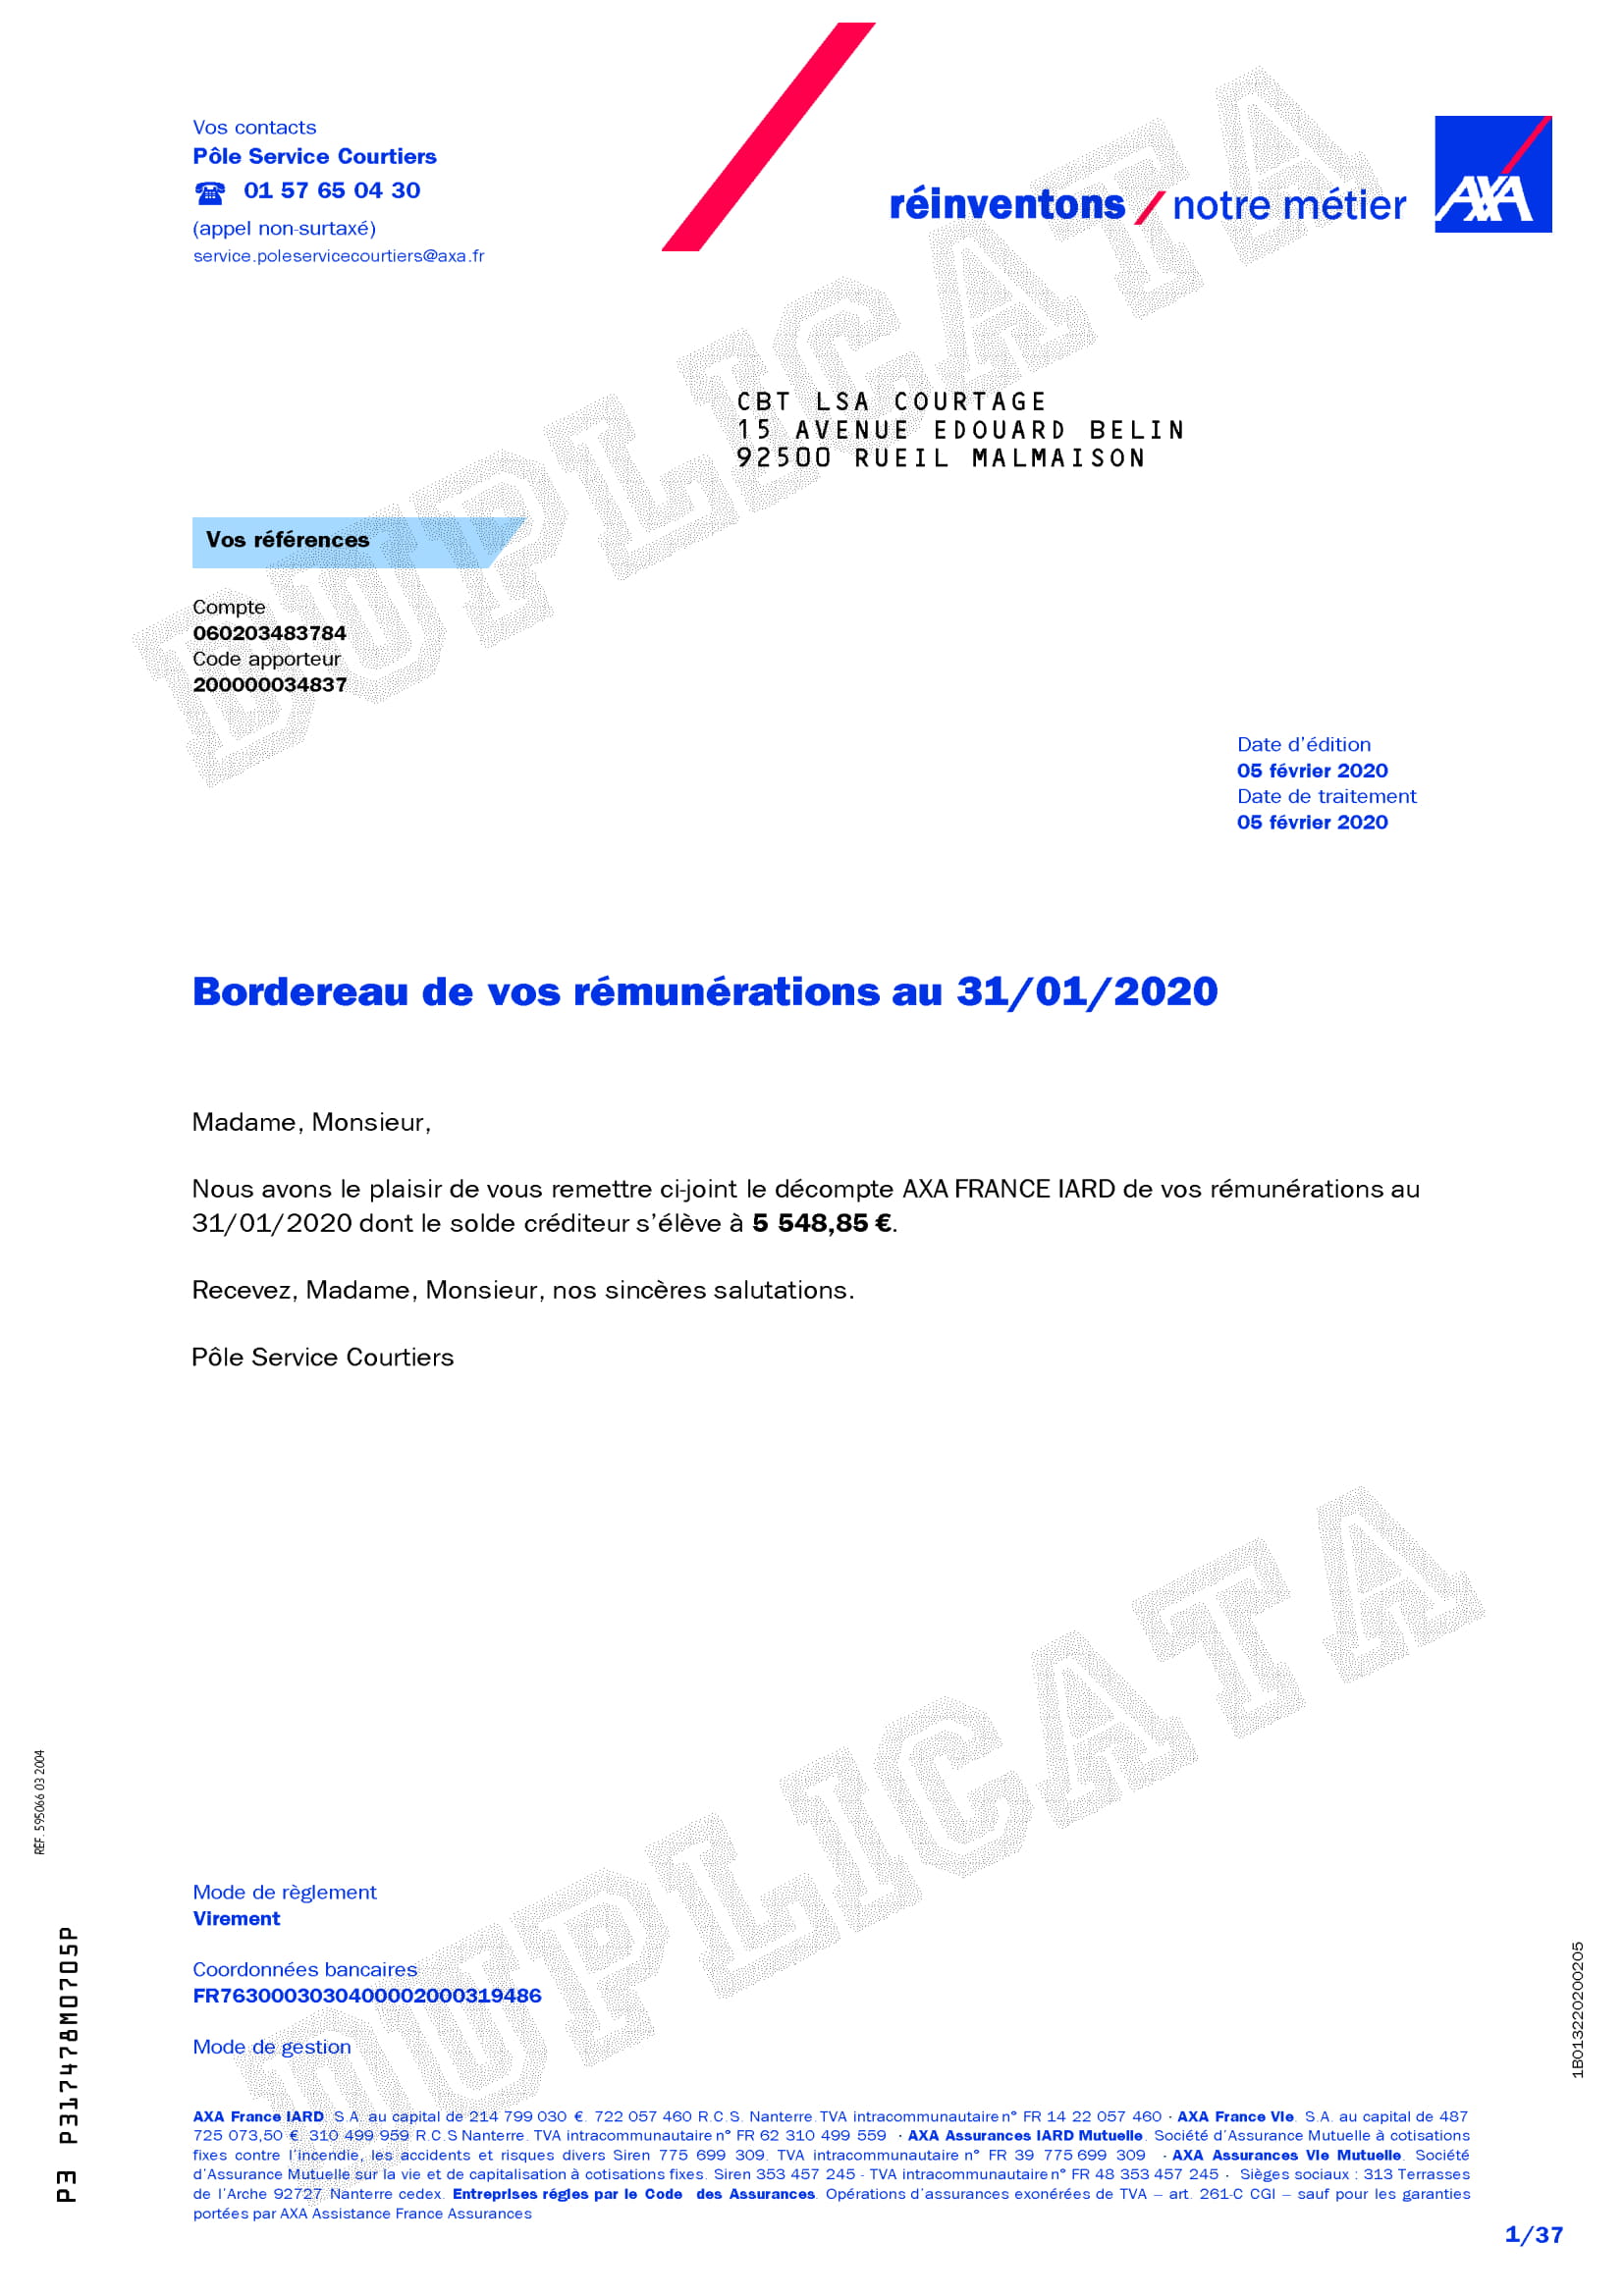 Vos contacts
Pôle Service Courtiers
☎ 01 57 65 04 30
(appel non-surtaxé)
service.poleservicecourtiers@axa.fr
réinventons / notre métier
AXA
CBT LSA COURTAGE
15 AVENUE EDOUARD BELIN
92500 RUEIL MALMAISON
DUPLICATA
Vos références
Compte
060203483784
Code apporteur
200000034837
Date d'édition
05 février 2020
Date de traitement
05 février 2020
Bordereau de vos rémunérations au 31/01/2020
Madame, Monsieur,
Nous avons le plaisir de vous remettre ci-joint le décompte AXA FRANCE IARD de vos rémunérations au
31/01/2020 dont le solde créditeur s'élève à 5 548,85 €.
Recevez, Madame, Monsieur, nos sincères salutations.
Pôle Service Courtiers
DUPLICATA
RÉF. 595066 03 2004
P3 P317478M0705P
Mode de règlement
Virement
Coordonnées bancaires
FR7630003030400002000319486
Mode de gestion
1B01322020200205
AXA France IARD. S.A. au capital de 214 799 030 €. 722 057 460 R.C.S. Nanterre. TVA intracommunautaire n° FR 14 22 057 460 · AXA France Vie. S.A. au capital de 487
725 073,50 €. 310 499 959 R.C.S Nanterre. TVA intracommunautaire n° FR 62 310 499 559 · AXA Assurances IARD Mutuelle. Société d'Assurance Mutuelle à cotisations
fixes contre l'incendie, les accidents et risques divers Siren 775 699 309. TVA intracommunautaire n° FR 39 775 699 309 · AXA Assurances Vie Mutuelle. Société
d'Assurance Mutuelle sur la vie et de capitalisation à cotisations fixes. Siren 353 457 245 - TVA intracommunautaire n° FR 48 353 457 245 · Sièges sociaux : 313 Terrasses
de l'Arche 92727 Nanterre cedex. Entreprises régies par le Code des Assurances. Opérations d'assurances exonérées de TVA – art. 261-C CGI – sauf pour les garanties
portées par AXA Assistance France Assurances
1/37